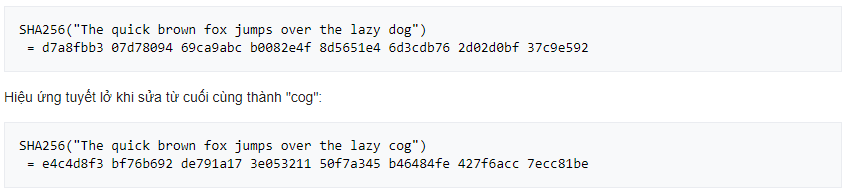 SHA256("The quick brown fox jumps over the lazy dog")
= d7a8fbb3 07d78094 69ca9abc b0082e4f 8d5651e4 6d3cdb76 2d02d0bf 37c9e592
Hiệu ứng tuyết lở khi sửa từ cuối cùng thành "cog":
SHA256("The quick brown fox jumps over the lazy cog")
= e4c4d8f3 bf76b692 de791a17 3e053211 50f7a345 b46484fe 427f6acc 7ecc81be